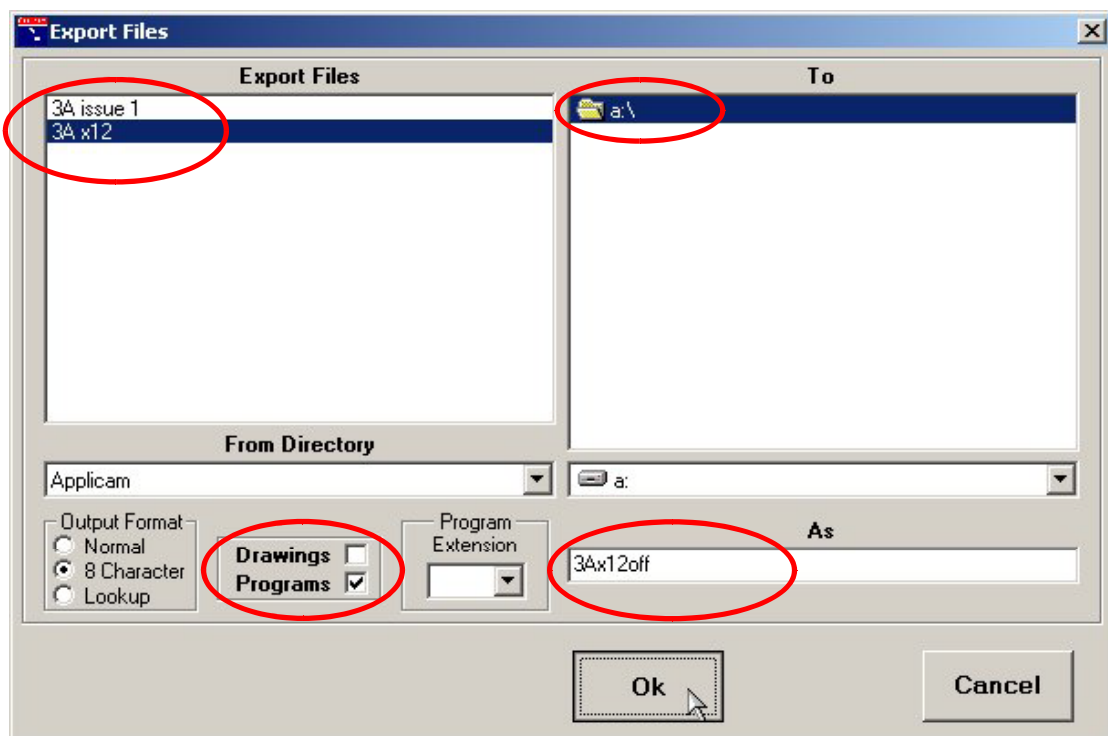 Export Files
Export Files
To
3A issue 1
3A x12
a:\
From Directory
Applicam
a:
Output Format
Normal
8 Character
Lookup
Drawings
Programs
Program
Extension
As
3Ax12off
Ok
Cancel